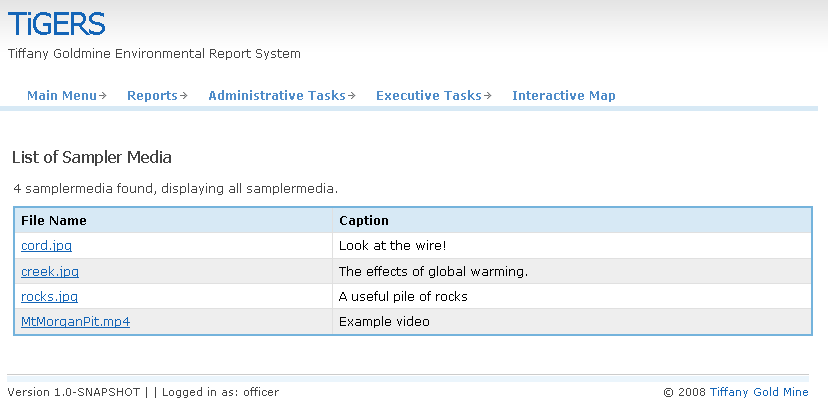 TiGERS
Tiffany Goldmine Environmental Report System
Main Menu Reports Administrative Tasks Executive Tasks Interactive Map
List of Sampler Media
4 samplermedia found, displaying all samplermedia.
File Name Caption
cord.jpg Look at the wire!
creek.jpg The effects of global warming.
rocks.jpg A useful pile of rocks
MtMorganPit.mp4 Example video
Version 1.0-SNAPSHOT | | Logged in as: officer © 2008 Tiffany Gold Mine